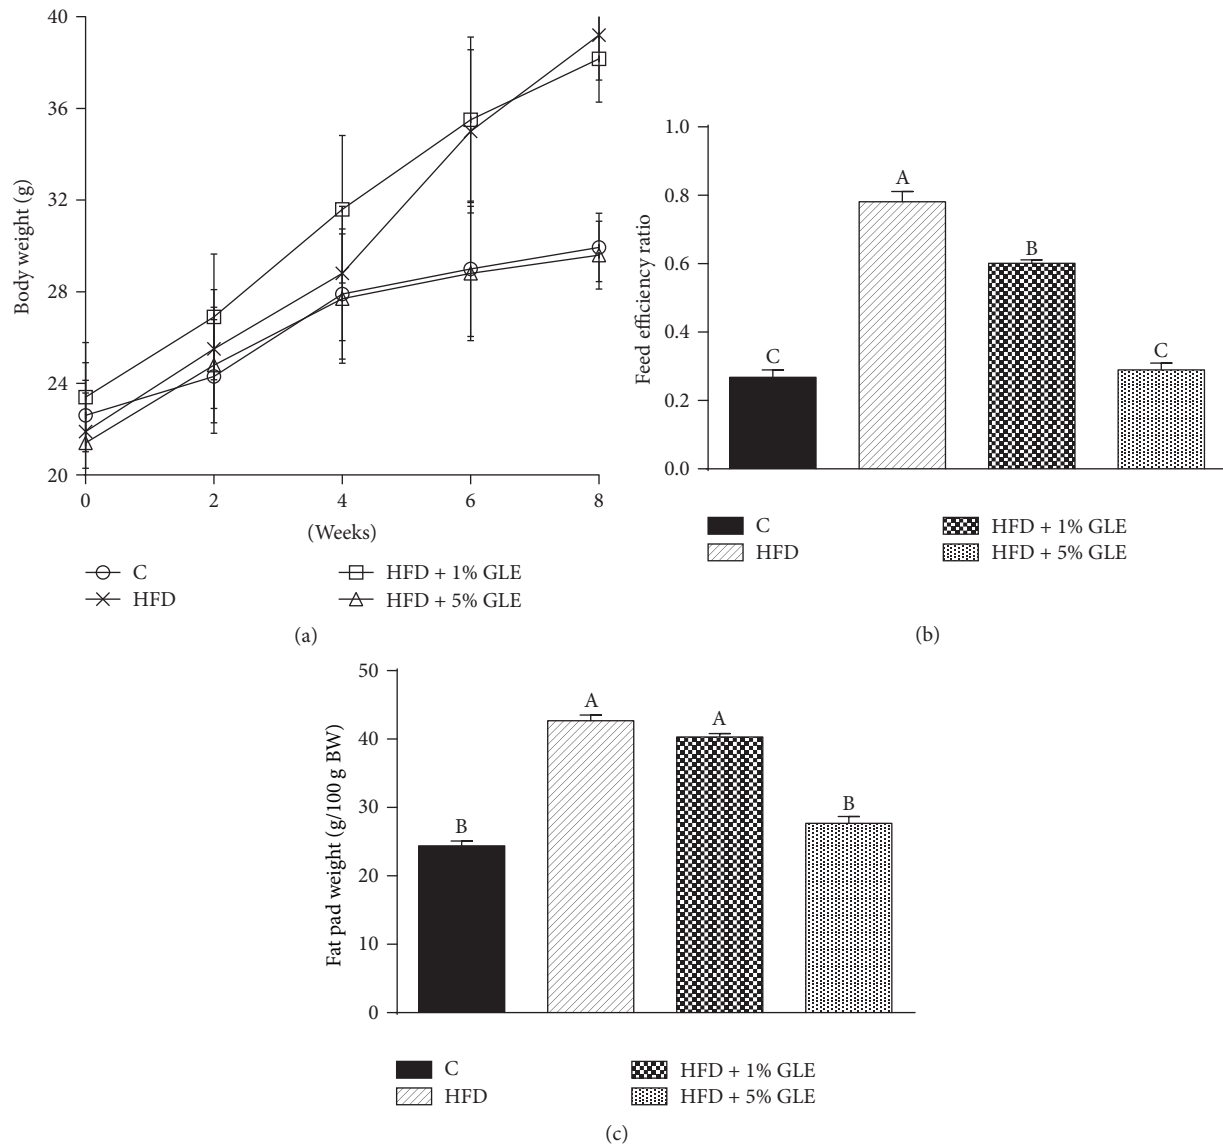 40
36
32
28
24
20
Body weight (g)
0 2 4 6 8
(Weeks)
C
HFD
HFD + 1% GLE
HFD + 5% GLE
(a)
1.0
0.8
0.6
0.4
0.2
0.0
Feed efficiency ratio
C
A
B
C
C
HFD
HFD + 1% GLE
HFD + 5% GLE
(b)
50
40
30
20
10
0
Fat pad weight (g/100 g BW)
B
A
A
B
C
HFD
HFD + 1% GLE
HFD + 5% GLE
(c)